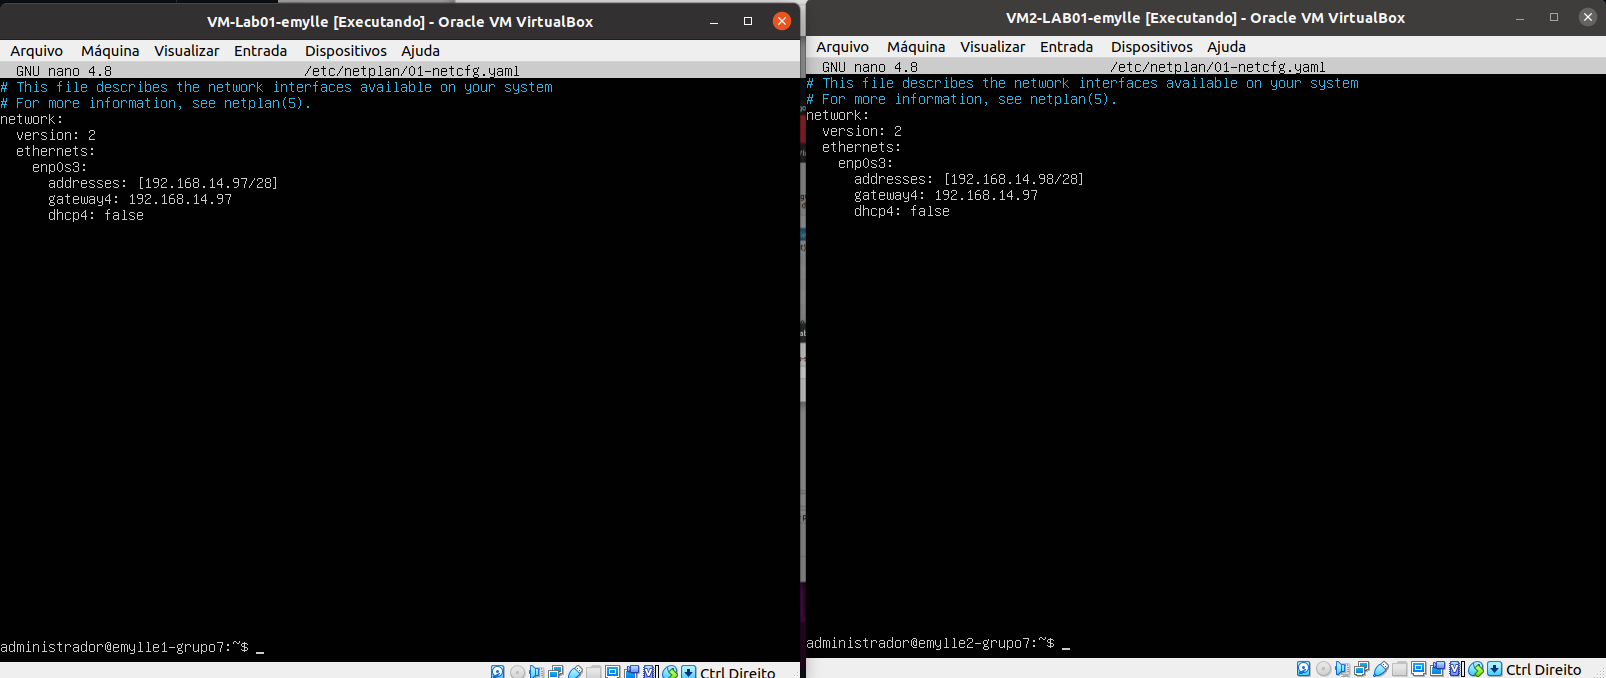 VM-Lab01-emylle [Executando] - Oracle VM VirtualBox
Arquivo Máquina Visualizar Entrada Dispositivos Ajuda
GNU nano 4.8 /etc/netplan/01-netcfg.yaml
# This file describes the network interfaces available on your system
# For more information, see netplan(5).
network:
  version: 2
  ethernets:
    enp0s3:
      addresses: [192.168.14.97/28]
      gateway4: 192.168.14.97
      dhcp4: false
administrador@emylle1-grupo7:~$ _
Ctrl Direito
VM2-LAB01-emylle [Executando] - Oracle VM VirtualBox
Arquivo Máquina Visualizar Entrada Dispositivos Ajuda
GNU nano 4.8 /etc/netplan/01-netcfg.yaml
# This file describes the network interfaces available on your system
# For more information, see netplan(5).
network:
  version: 2
  ethernets:
    enp0s3:
      addresses: [192.168.14.98/28]
      gateway4: 192.168.14.97
      dhcp4: false
administrador@emylle2-grupo7:~$ _
Ctrl Direito